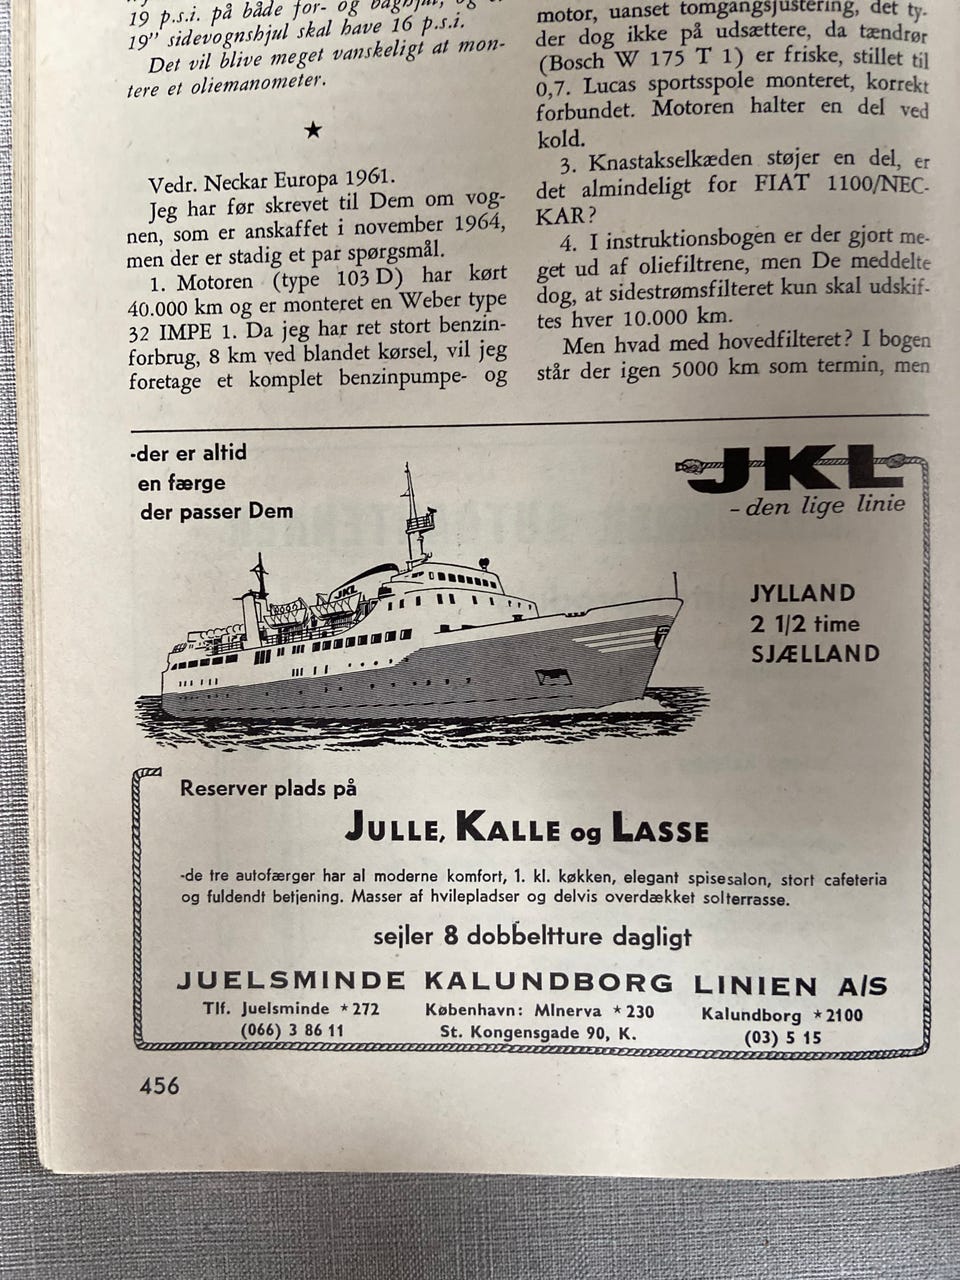 19 p.s.i. på både for- og baghjul, og
19" sidevognshjul skal have 16 p.s.i.
Det vil blive meget vanskeligt at mon-
tere et oliemanometer.
★
Vedr. Neckar Europa 1961.
Jeg har før skrevet til Dem om vog-
nen, som er anskaffet i november 1964,
men der er stadig et par spørgsmål.
1. Motoren (type 103 D) har kørt
40.000 km og er monteret en Weber type
32 IMPE 1. Da jeg har ret stort benzin-
forbrug, 8 km ved blandet kørsel, vil jeg
foretage et komplet benzinpumpe- og
motor, uanset tomgangsjustering, det ty-
der dog ikke på udsættere, da tændrør
(Bosch W 175 T 1) er friske, stillet til
0,7. Lucas sportsspole monteret, korrekt
forbundet. Motoren halter en del ved
kold.
3. Knastakselkæden støjer en del, er
det almindeligt for FIAT 1100/NEC-
KAR?
4. I instruktionsbogen er der gjort me-
get ud af oliefiltrene, men De meddelte
dog, at sidestrømsfilteret kun skal udskif-
tes hver 10.000 km.
Men hvad med hovedfilteret? I bogen
står der igen 5000 km som termin, men
-der er altid
en færge
der passer Dem
JKL
- den lige linie
JKL
JYLLAND
2 1/2 time
SJÆLLAND
Reserver plads på
JULLE, KALLE og LASSE
-de tre autofærger har al moderne komfort, 1. kl. køkken, elegant spisesalon, stort cafeteria
og fuldendt betjening. Masser af hvilepladser og delvis overdækket solterrasse.
sejler 8 dobbeltture dagligt
JUELSMINDE KALUNDBORG LINIEN A/S
Tlf. Juelsminde * 272
(066) 3 86 11
København: MInerva * 230
St. Kongensgade 90, K.
Kalundborg * 2100
(03) 5 15
456